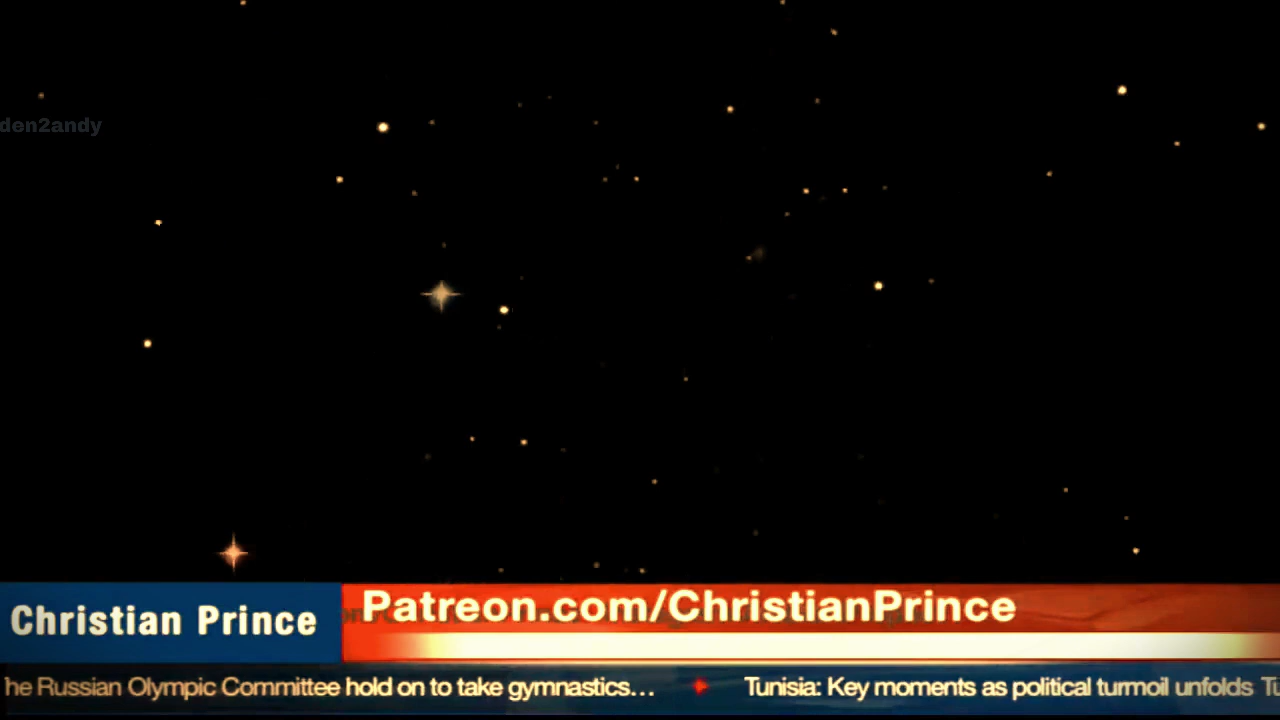 den2andy
Christian Prince
Patreon.com/ChristianPrince
he Russian Olympic Committee hold on to take gymnastics... Tunisia: Key moments as political turmoil unfolds